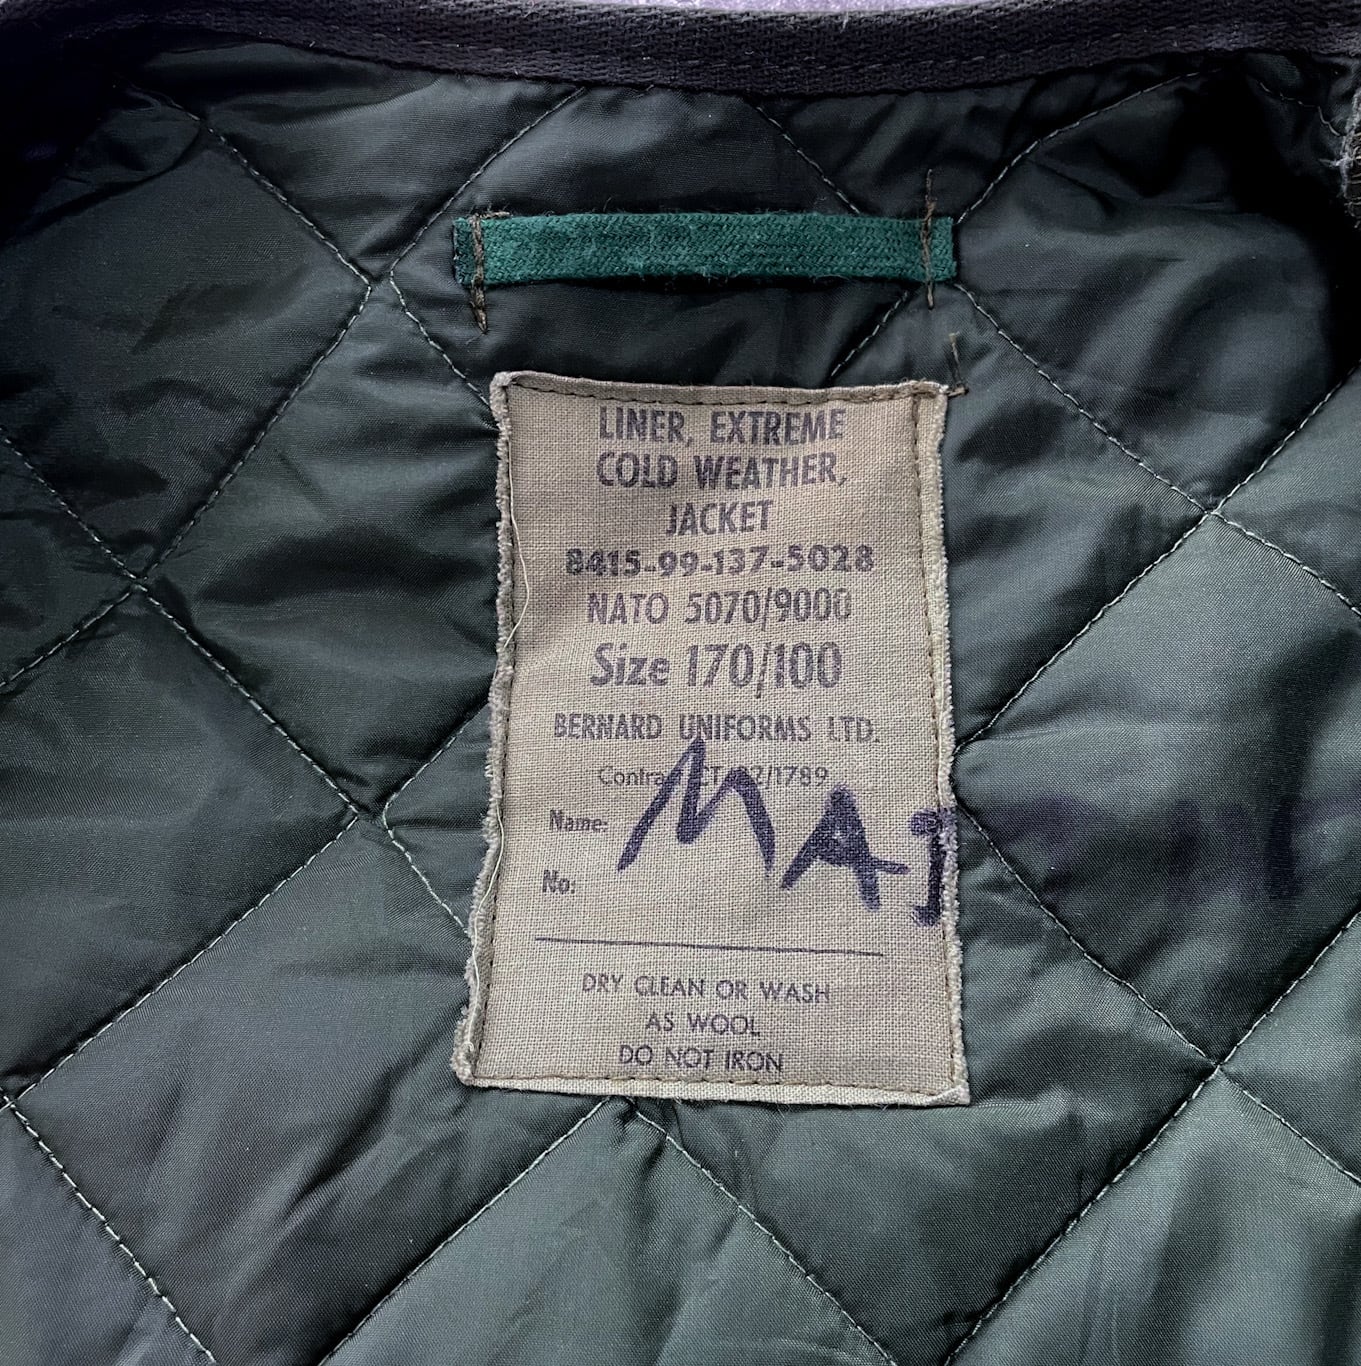 LINER, EXTREME
COLD WEATHER,
JACKET
8415-99-137-5028
NATO 5070/9000
Size 170/100
BERNARD UNIFORMS LTD.
Name: MAJ
No:
DRY CLEAN OR WASH
AS WOOL
DO NOT IRON